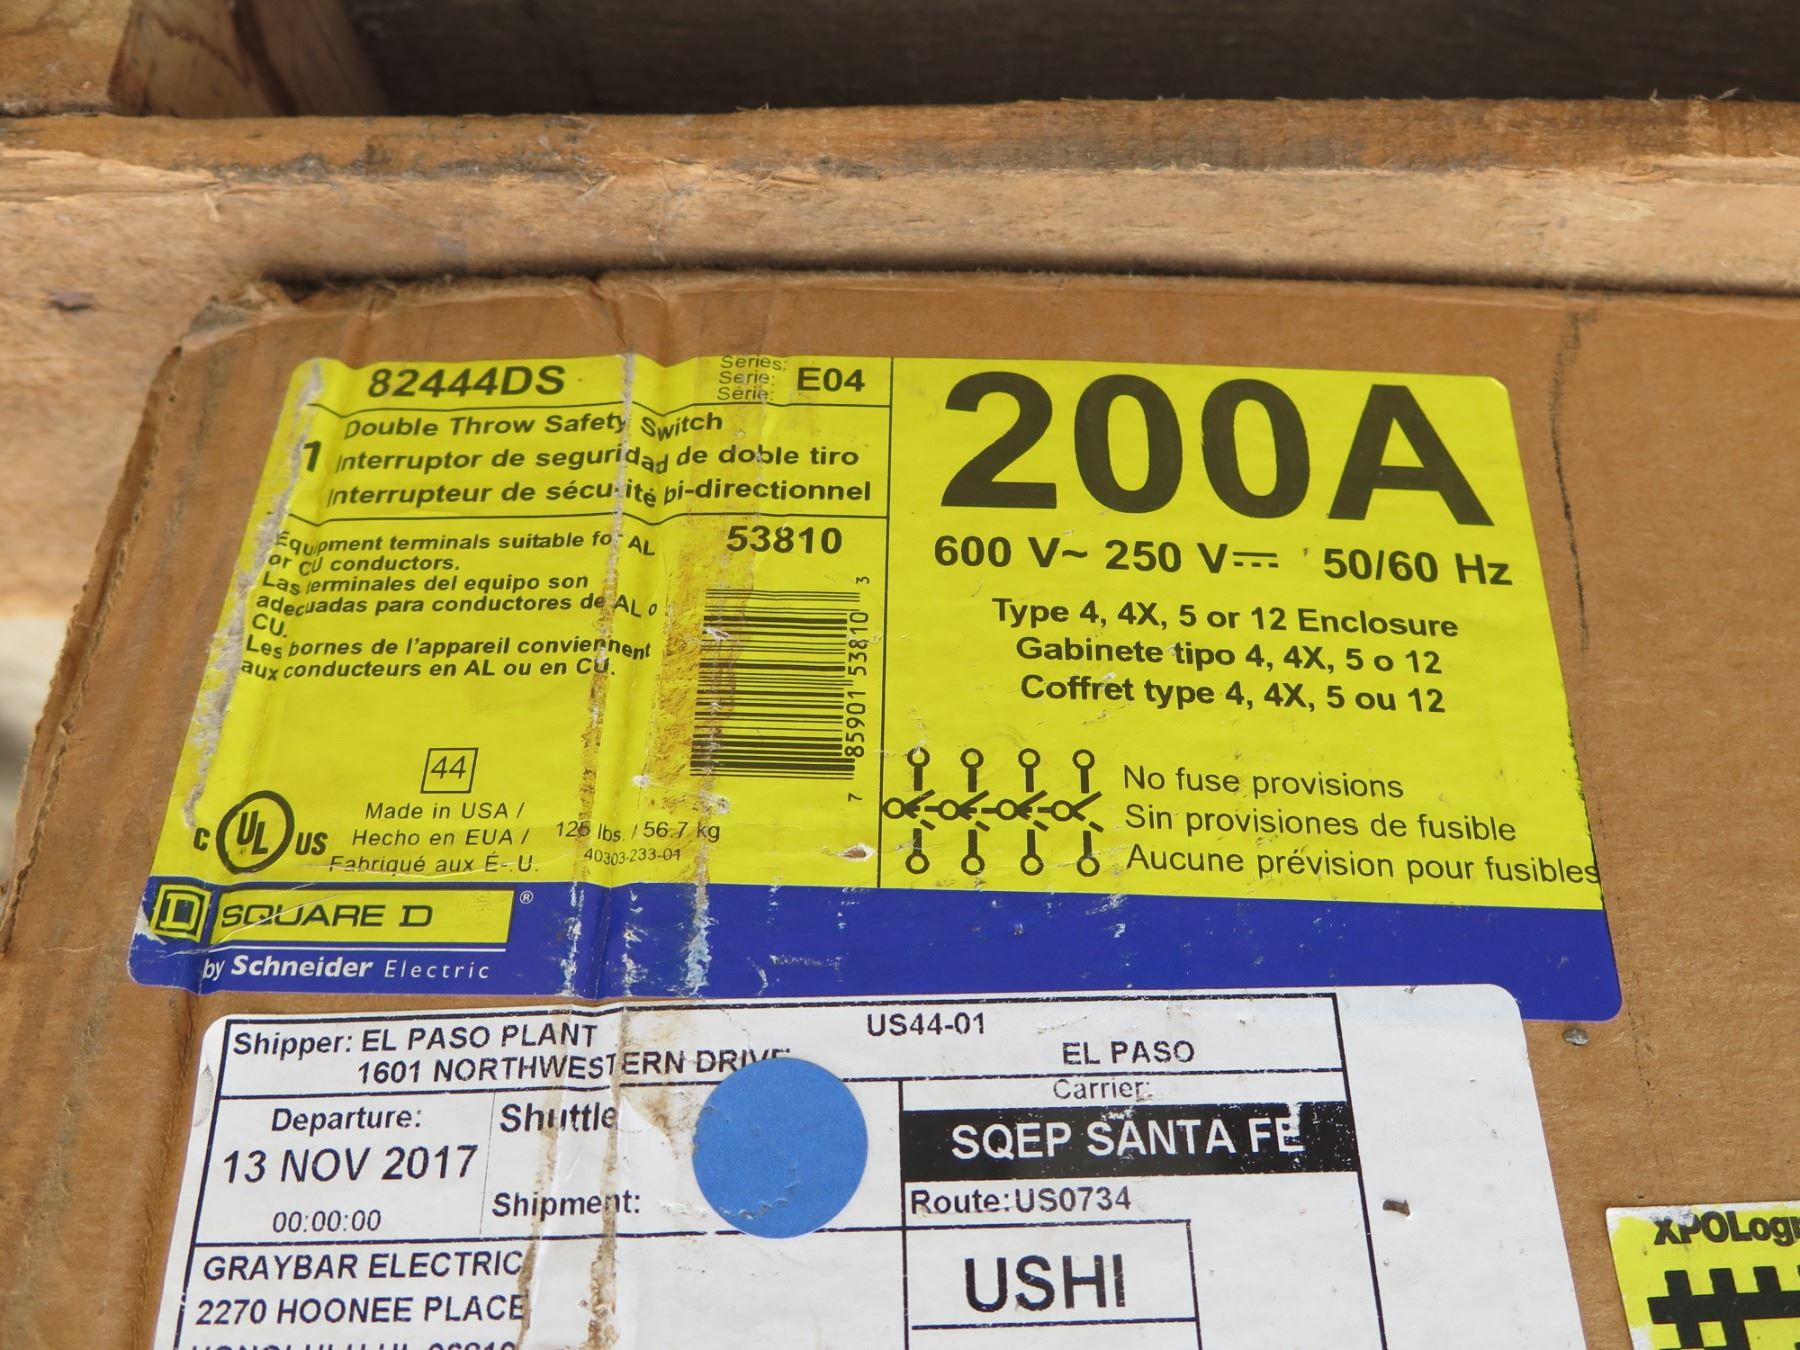 82444DS
Series:
Serie:
Série:
E04
1
Double Throw Safety Switch
Interruptor de seguridad de doble tiro
Interrupteur de sécurité bi-directionnel
Equipment terminals suitable for AL
or CU conductors.
Las terminales del equipo son
adecuadas para conductores de AL o
CU.
Les bornes de l'appareil conviennent
aux conducteurs en AL ou en CU.
53810
7 85901 53810 3
44
C UL US
Made in USA /
Hecho en EUA /
Fabriqué aux É.-U.
125 lbs. / 56.7 kg
40303-233-01
200A
600 V~ 250 V⎓ 50/60 Hz
Type 4, 4X, 5 or 12 Enclosure
Gabinete tipo 4, 4X, 5 o 12
Coffret type 4, 4X, 5 ou 12
No fuse provisions
Sin provisiones de fusible
Aucune prévision pour fusibles
D SQUARE D ®
by Schneider Electric
Shipper: EL PASO PLANT
1601 NORTHWESTERN DRIVE
US44-01
EL PASO
Departure:
13 NOV 2017
00:00:00
Shuttle
Shipment:
Carrier:
SQEP SANTA FE
Route:US0734
GRAYBAR ELECTRIC
2270 HOONEE PLACE
USHI